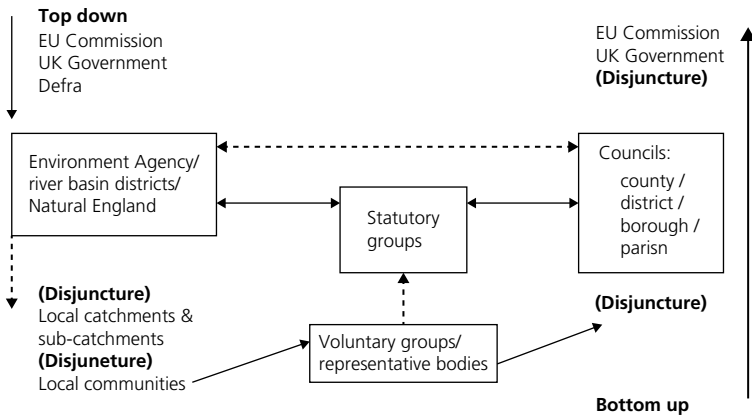 Top down
EU Commission
UK Government
Defra
EU Commission
UK Government
(Disjuncture)
Environment Agency/
river basin districts/
Natural England
Statutory
groups
Councils:
county /
district /
borough /
parisn
(Disjuncture)
Local catchments &
sub-catchments
(Disjuneture)
Local communities
Voluntary groups/
representative bodies
(Disjuncture)
Bottom up